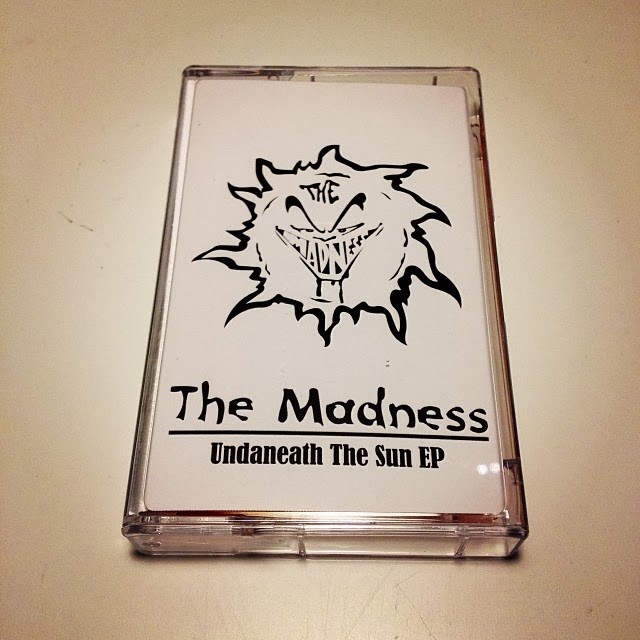 THE
MADNESS
The Madness
Undaneath The Sun EP